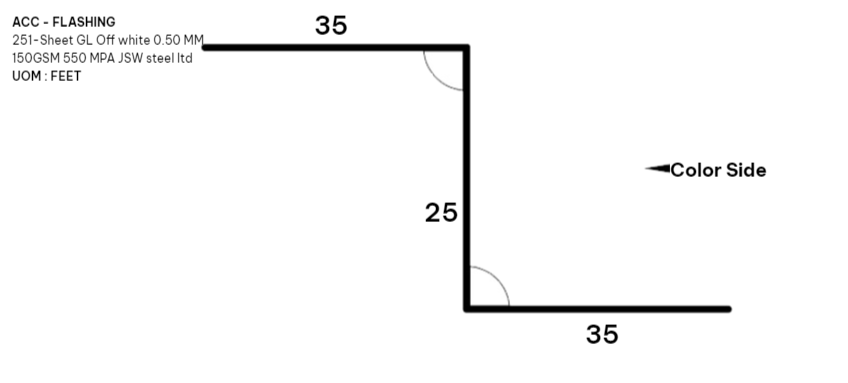 ACC - FLASHING
35
251-Sheet GL Off white 0.50 MM
150GSM 550 MPA JSW steel ltd
UOM : FEET
Color Side
25
35